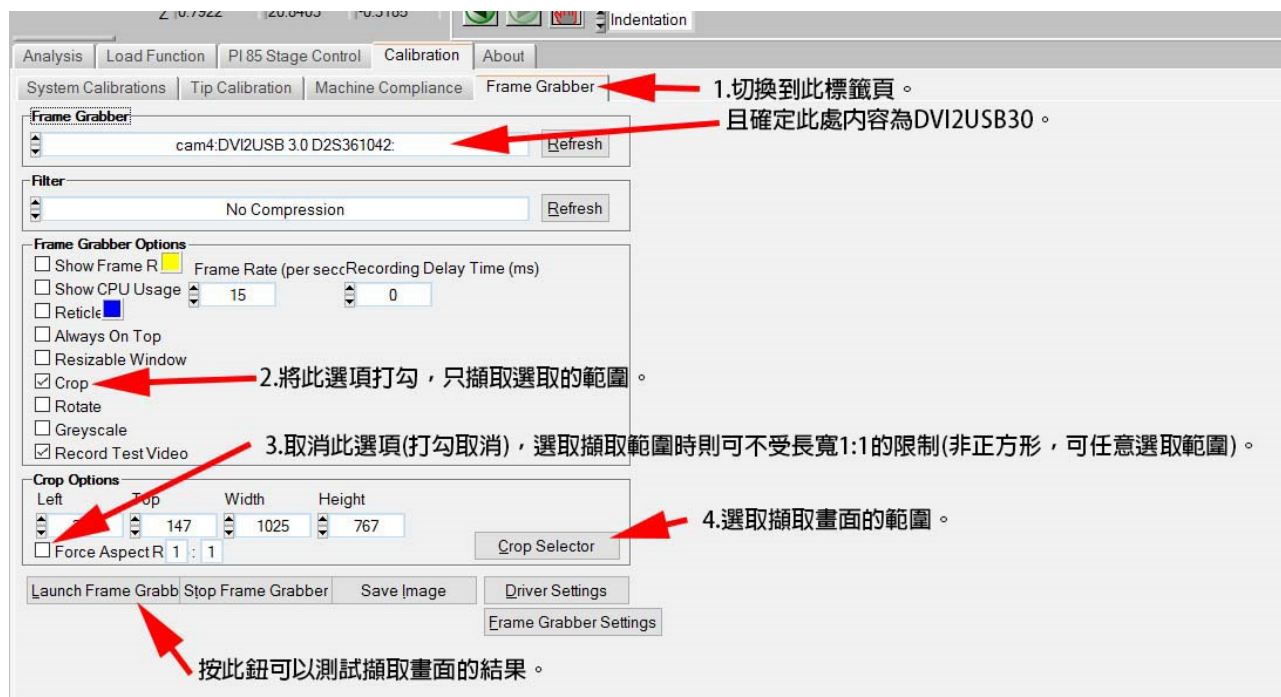 Z 0.7922 20.8403 -0.5185
Indentation
Analysis Load Function PI 85 Stage Control Calibration About
System Calibrations Tip Calibration Machine Compliance Frame Grabber
1.切換到此標籤頁。
且確定此處內容為DVI2USB30。
Frame Grabber
cam4:DVI2USB 3.0 D2S361042: Refresh
Filter
No Compression Refresh
Frame Grabber Options
Show Frame R Frame Rate (per secc Recording Delay Time (ms)
Show CPU Usage 15 0
Reticle
Always On Top
Resizable Window
Crop
2.將此選項打勾，只擷取選取的範圍。
Rotate
Greyscale
3.取消此選項(打勾取消)，選取擷取範圍時則可不受長寬1:1的限制(非正方形，可任意選取範圍)。
Record Test Video
Crop Options
Left Top Width Height
147 1025 767
4.選取擷取畫面的範圍。
Force Aspect R 1 : 1 Crop Selector
Launch Frame Grabb Stop Frame Grabber Save Image Driver Settings
Frame Grabber Settings
按此鈕可以測試擷取畫面的結果。